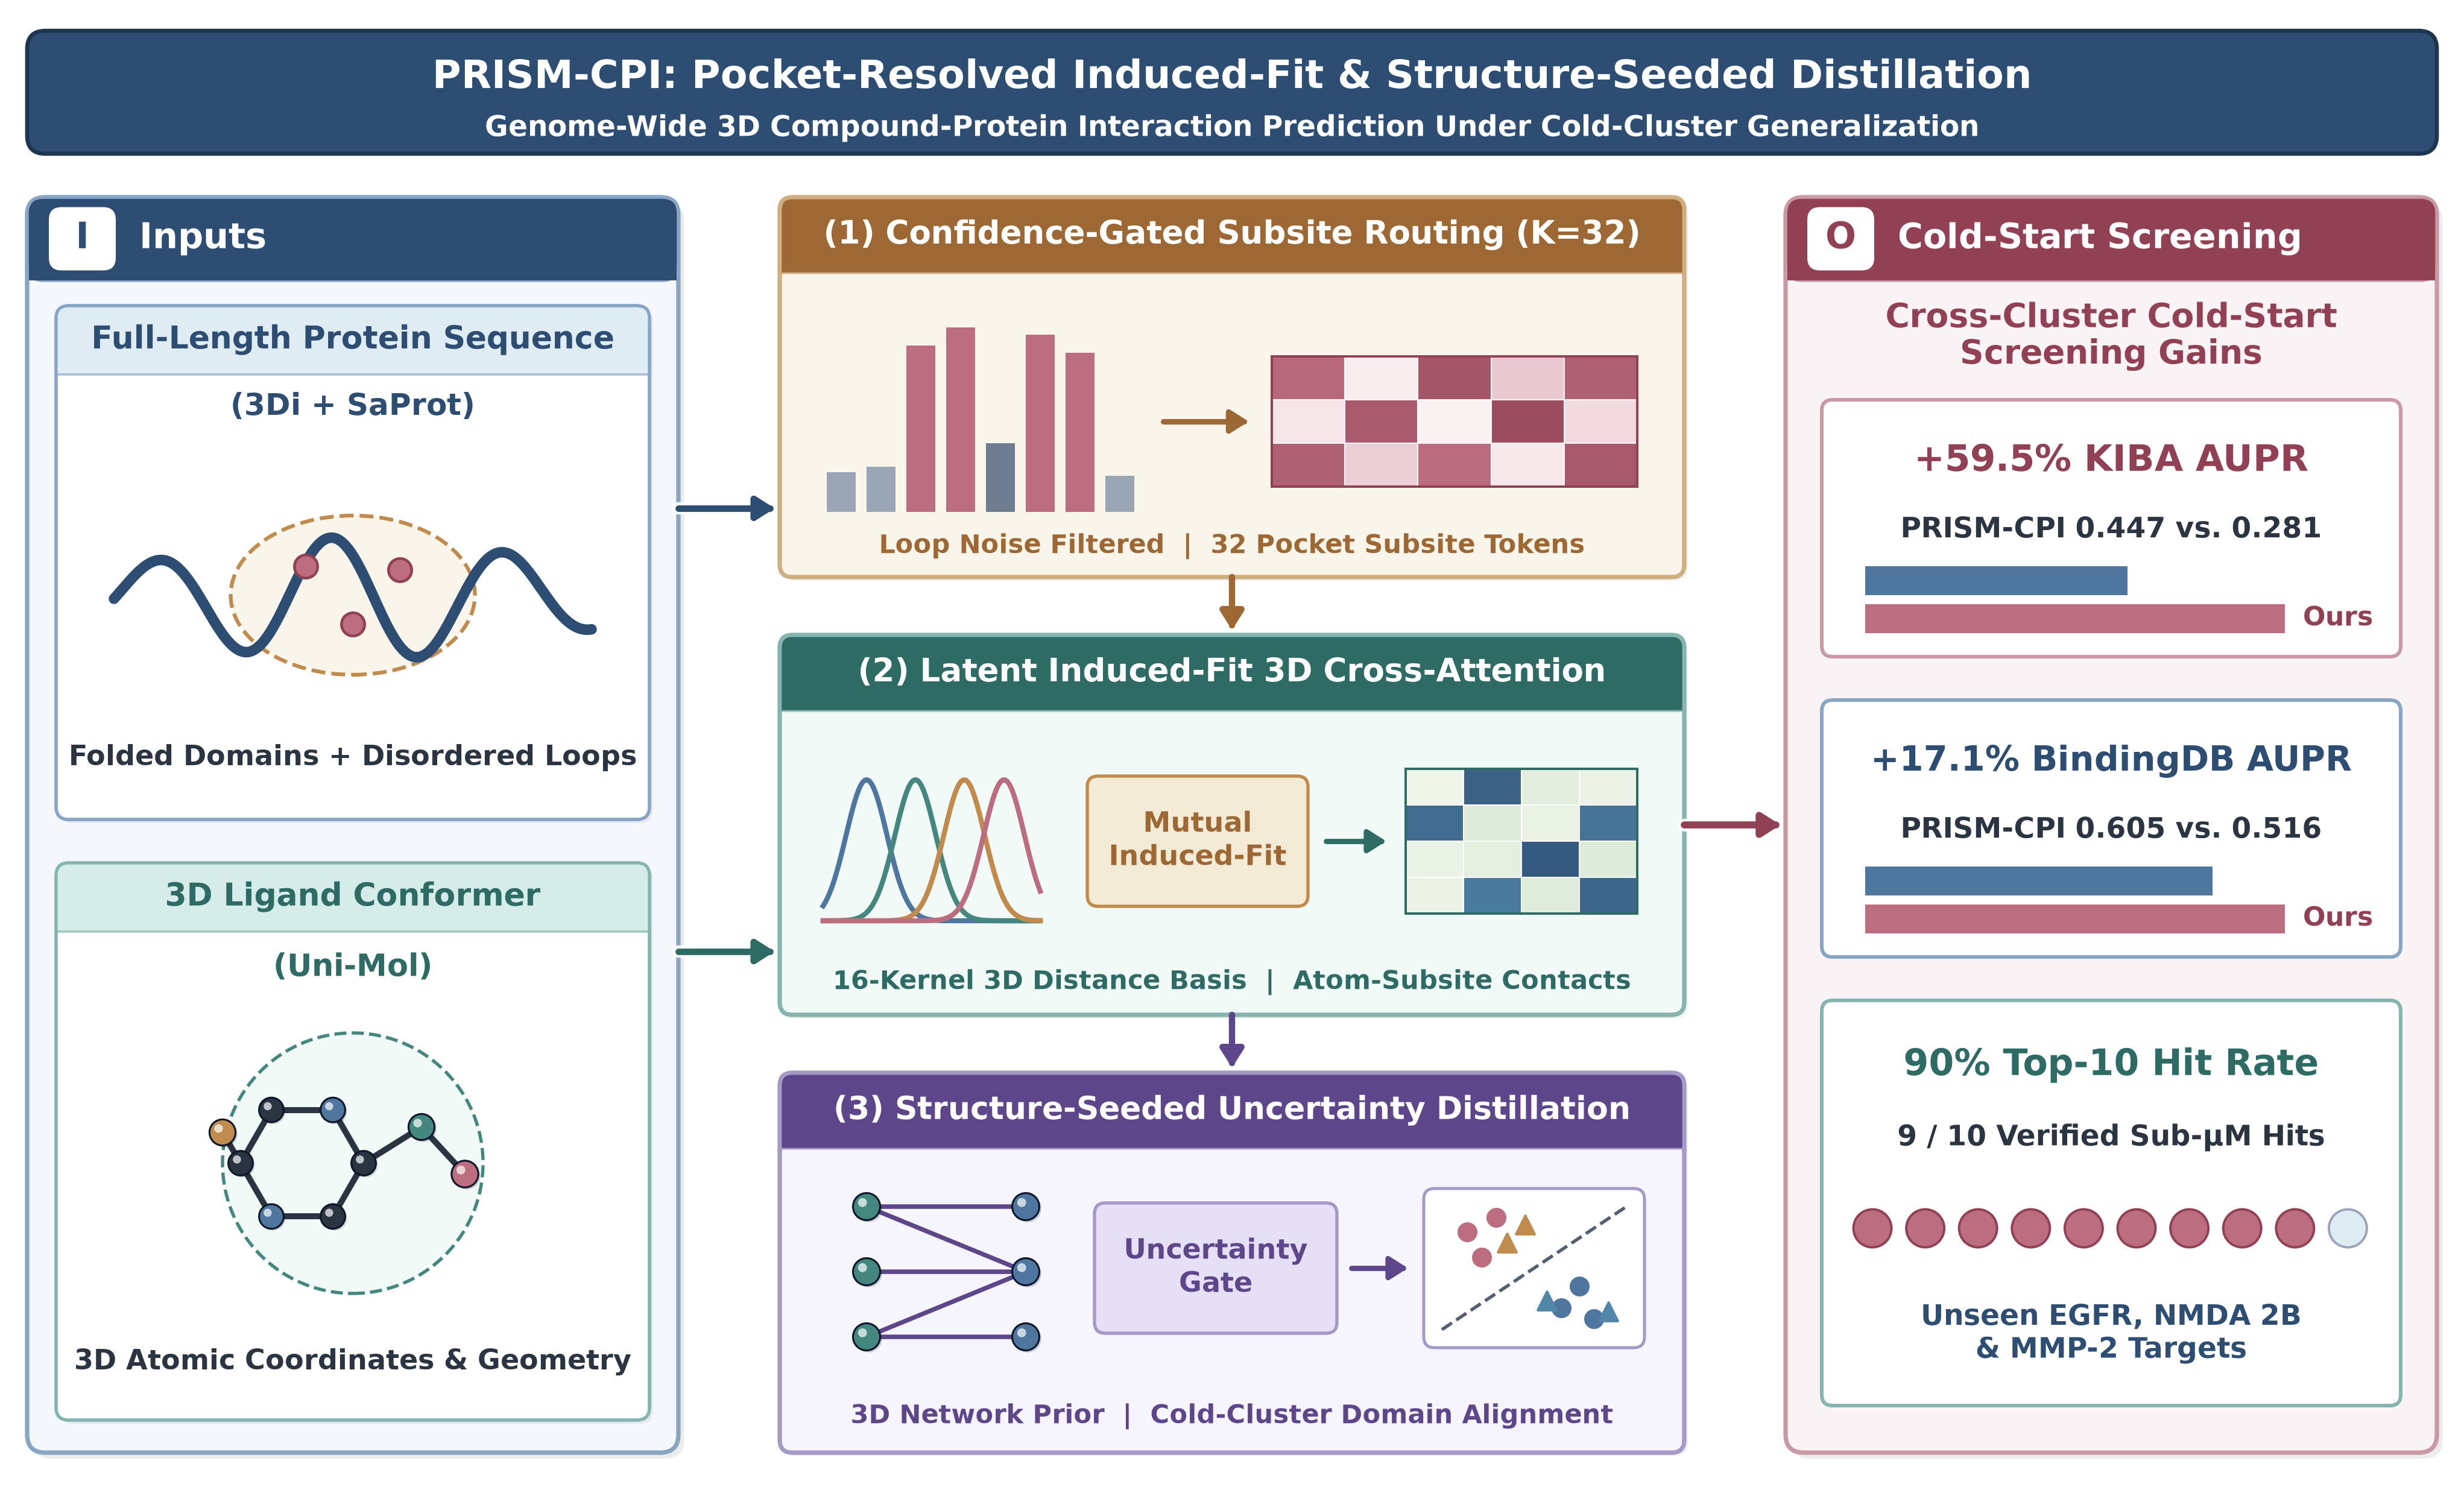 PRISM-CPI: Pocket-Resolved Induced-Fit & Structure-Seeded Distillation
Genome-Wide 3D Compound-Protein Interaction Prediction Under Cold-Cluster Generalization
I
Inputs
Full-Length Protein Sequence
(3Di + SaProt)
Folded Domains + Disordered Loops
3D Ligand Conformer
(Uni-Mol)
3D Atomic Coordinates & Geometry
(1) Confidence-Gated Subsite Routing (K=32)
Loop Noise Filtered | 32 Pocket Subsite Tokens
(2) Latent Induced-Fit 3D Cross-Attention
Mutual
Induced-Fit
16-Kernel 3D Distance Basis | Atom-Subsite Contacts
(3) Structure-Seeded Uncertainty Distillation
Uncertainty
Gate
3D Network Prior | Cold-Cluster Domain Alignment
O
Cold-Start Screening
Cross-Cluster Cold-Start
Screening Gains
+59.5% KIBA AUPR
PRISM-CPI 0.447 vs. 0.281
Ours
+17.1% BindingDB AUPR
PRISM-CPI 0.605 vs. 0.516
Ours
90% Top-10 Hit Rate
9 / 10 Verified Sub-μM Hits
Unseen EGFR, NMDA 2B
& MMP-2 Targets